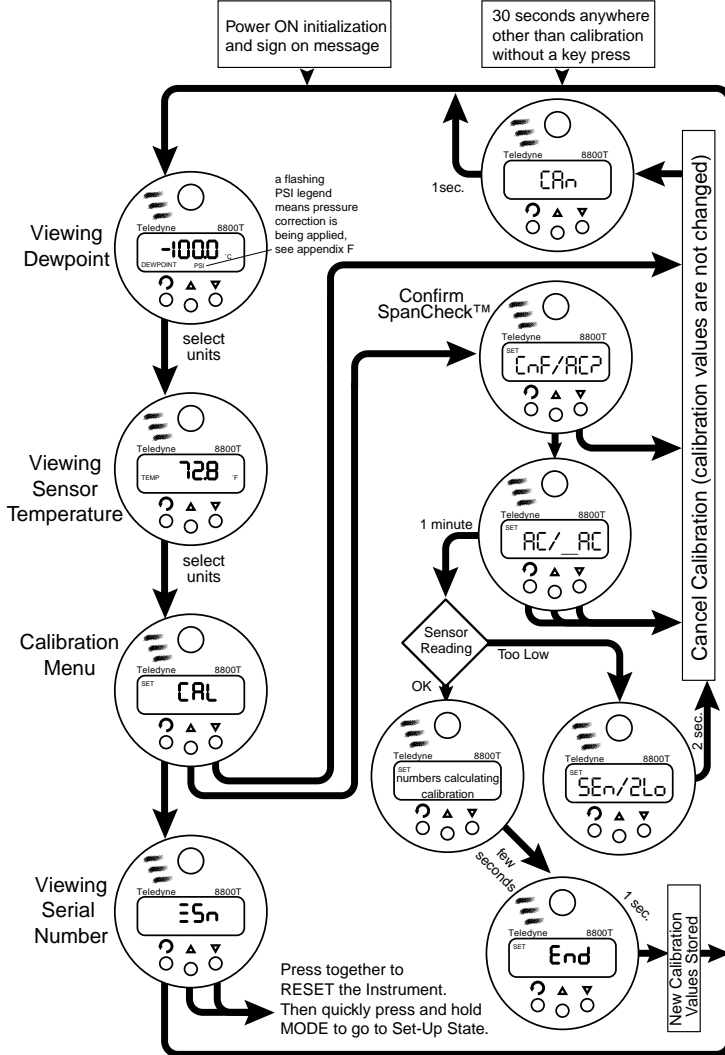 Power ON initialization
and sign on message
30 seconds anywhere
other than calibration
without a key press
Teledyne 8800T
CAn
1sec.
Cancel Calibration (calibration values are not changed)
Viewing
Dewpoint
Teledyne 8800T
-100.0 °C
DEWPOINT PSI
a flashing
PSI legend
means pressure
correction is
being applied,
see appendix F
select
units
Confirm
SpanCheck™
Teledyne 8800T
SET
CnF/AC?
Viewing
Sensor
Temperature
Teledyne 8800T
TEMP 72.8 °F
select
units
Teledyne 8800T
SET
AC/__AC
1 minute
Sensor
Reading
Too Low
OK
Calibration
Menu
Teledyne 8800T
SET
CAL
Teledyne 8800T
SET
numbers calculating
calibration
Teledyne 8800T
SET
SEn/2Lo
2 sec.
few
seconds
Viewing
Serial
Number
Teledyne 8800T
Sn
Teledyne 8800T
SET
End
1 sec.
New Calibration
Values Stored
Press together to
RESET the Instrument.
Then quickly press and hold
MODE to go to Set-Up State.